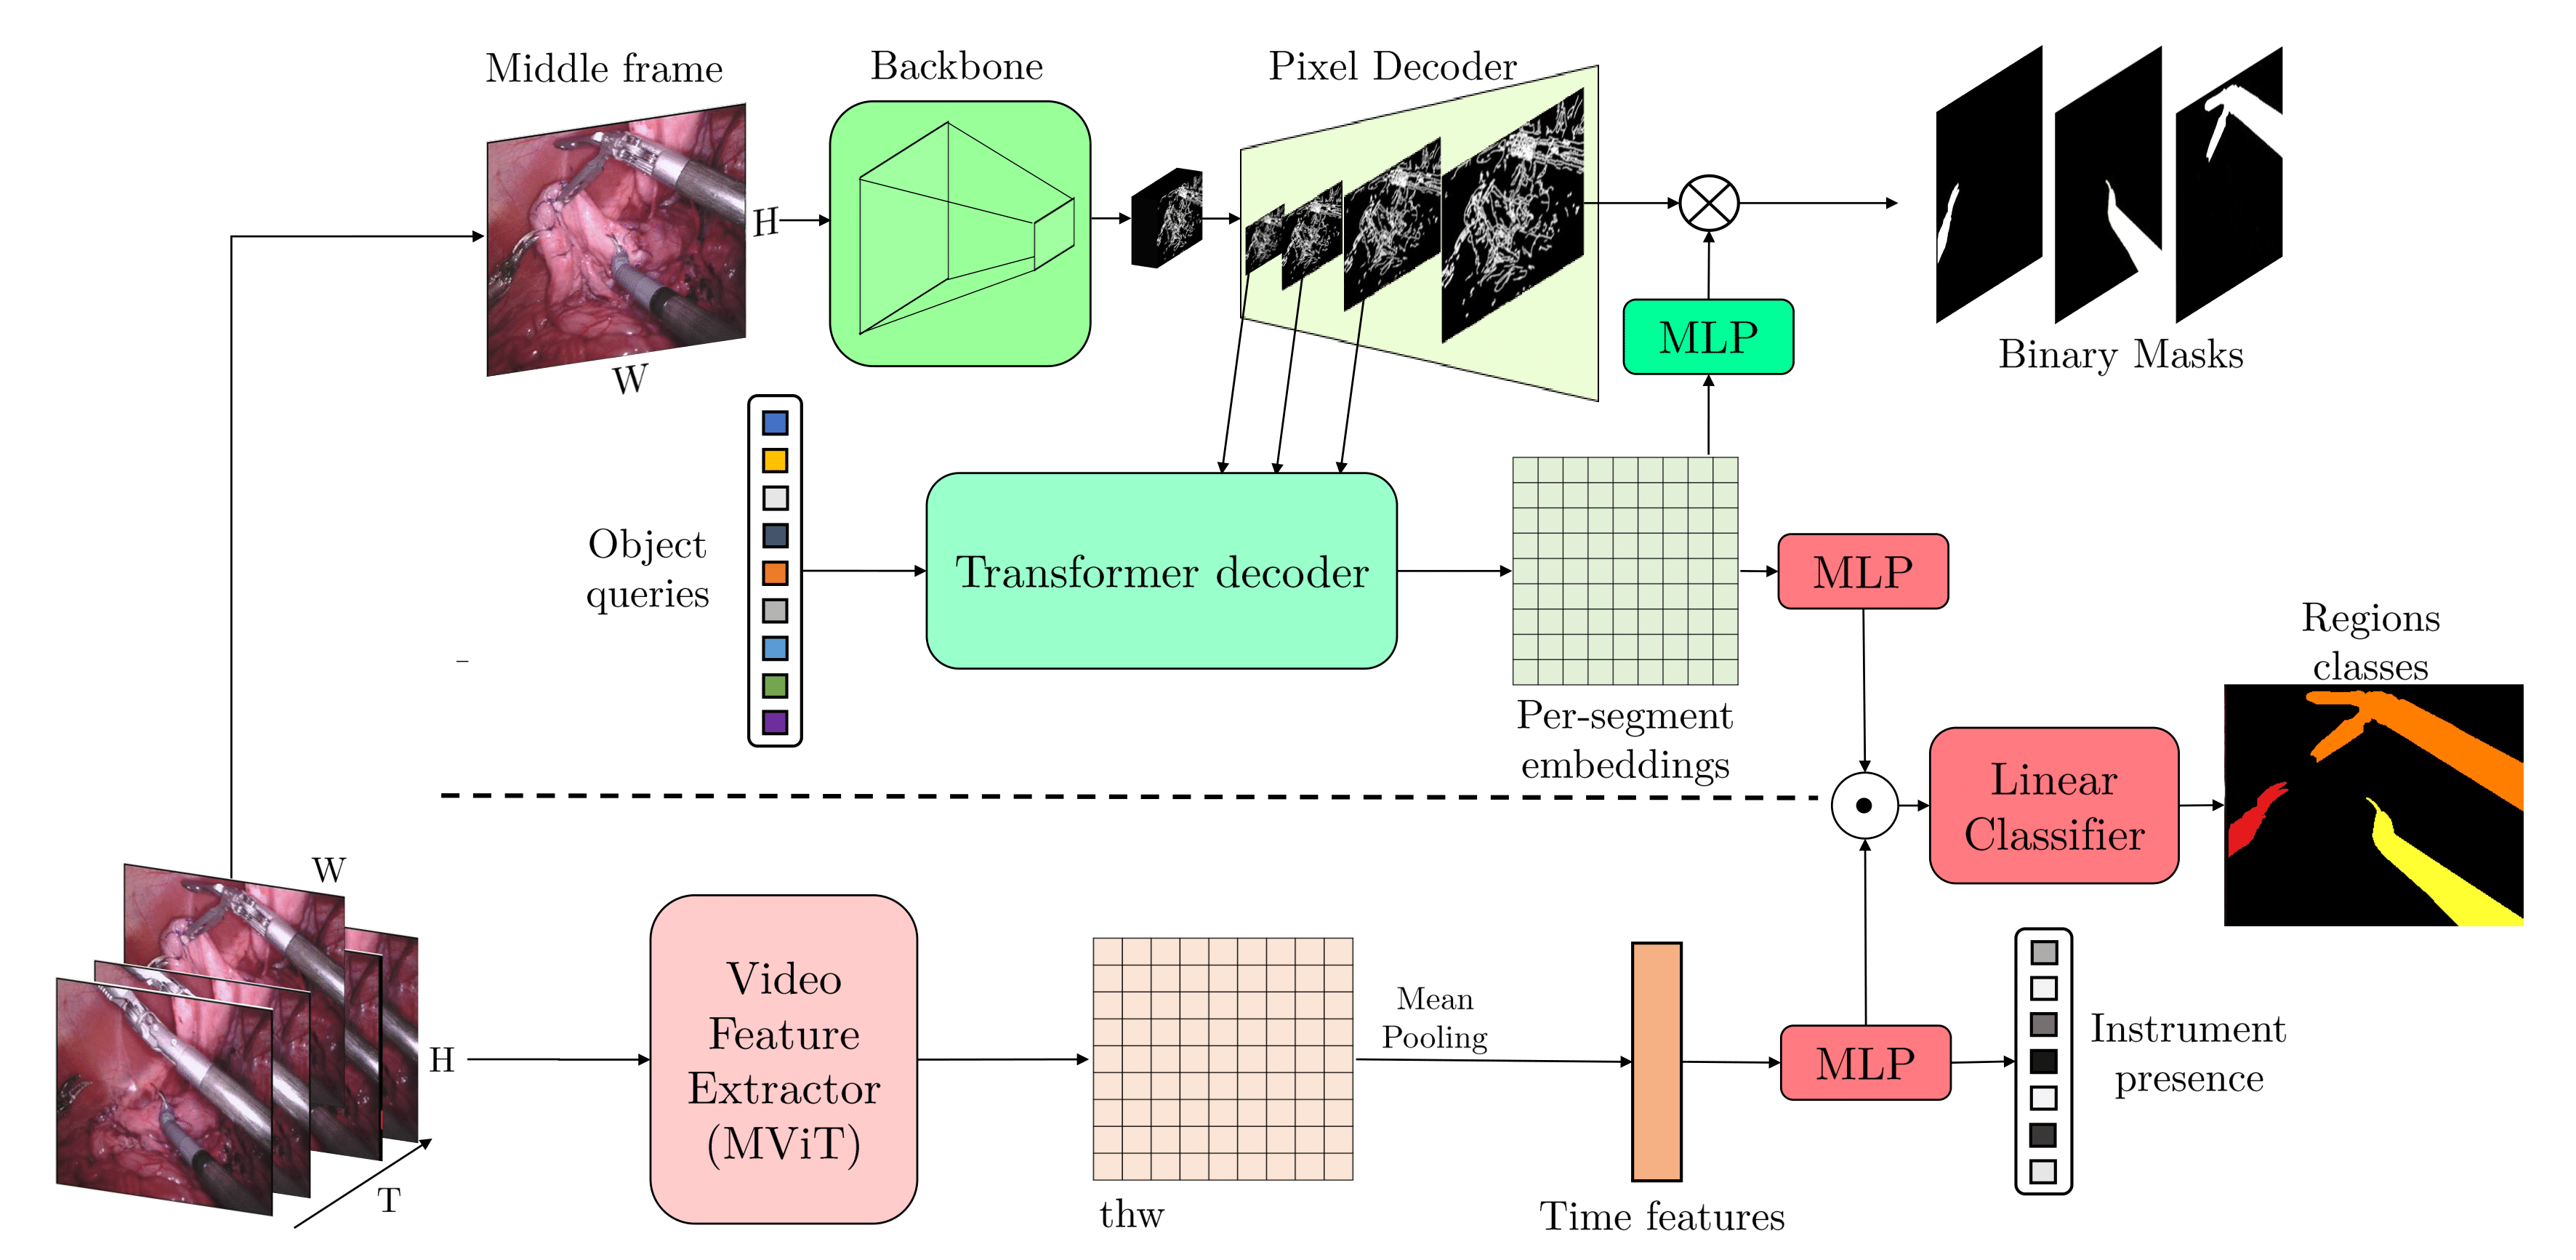 Middle frame
Backbone
Pixel Decoder
H
W
MLP
Binary Masks
Object
queries
Transformer decoder
MLP
Per-segment
embeddings
Regions
classes
Linear
Classifier
W
H
T
Video
Feature
Extractor
(MViT)
thw
Mean
Pooling
Time features
MLP
Instrument
presence